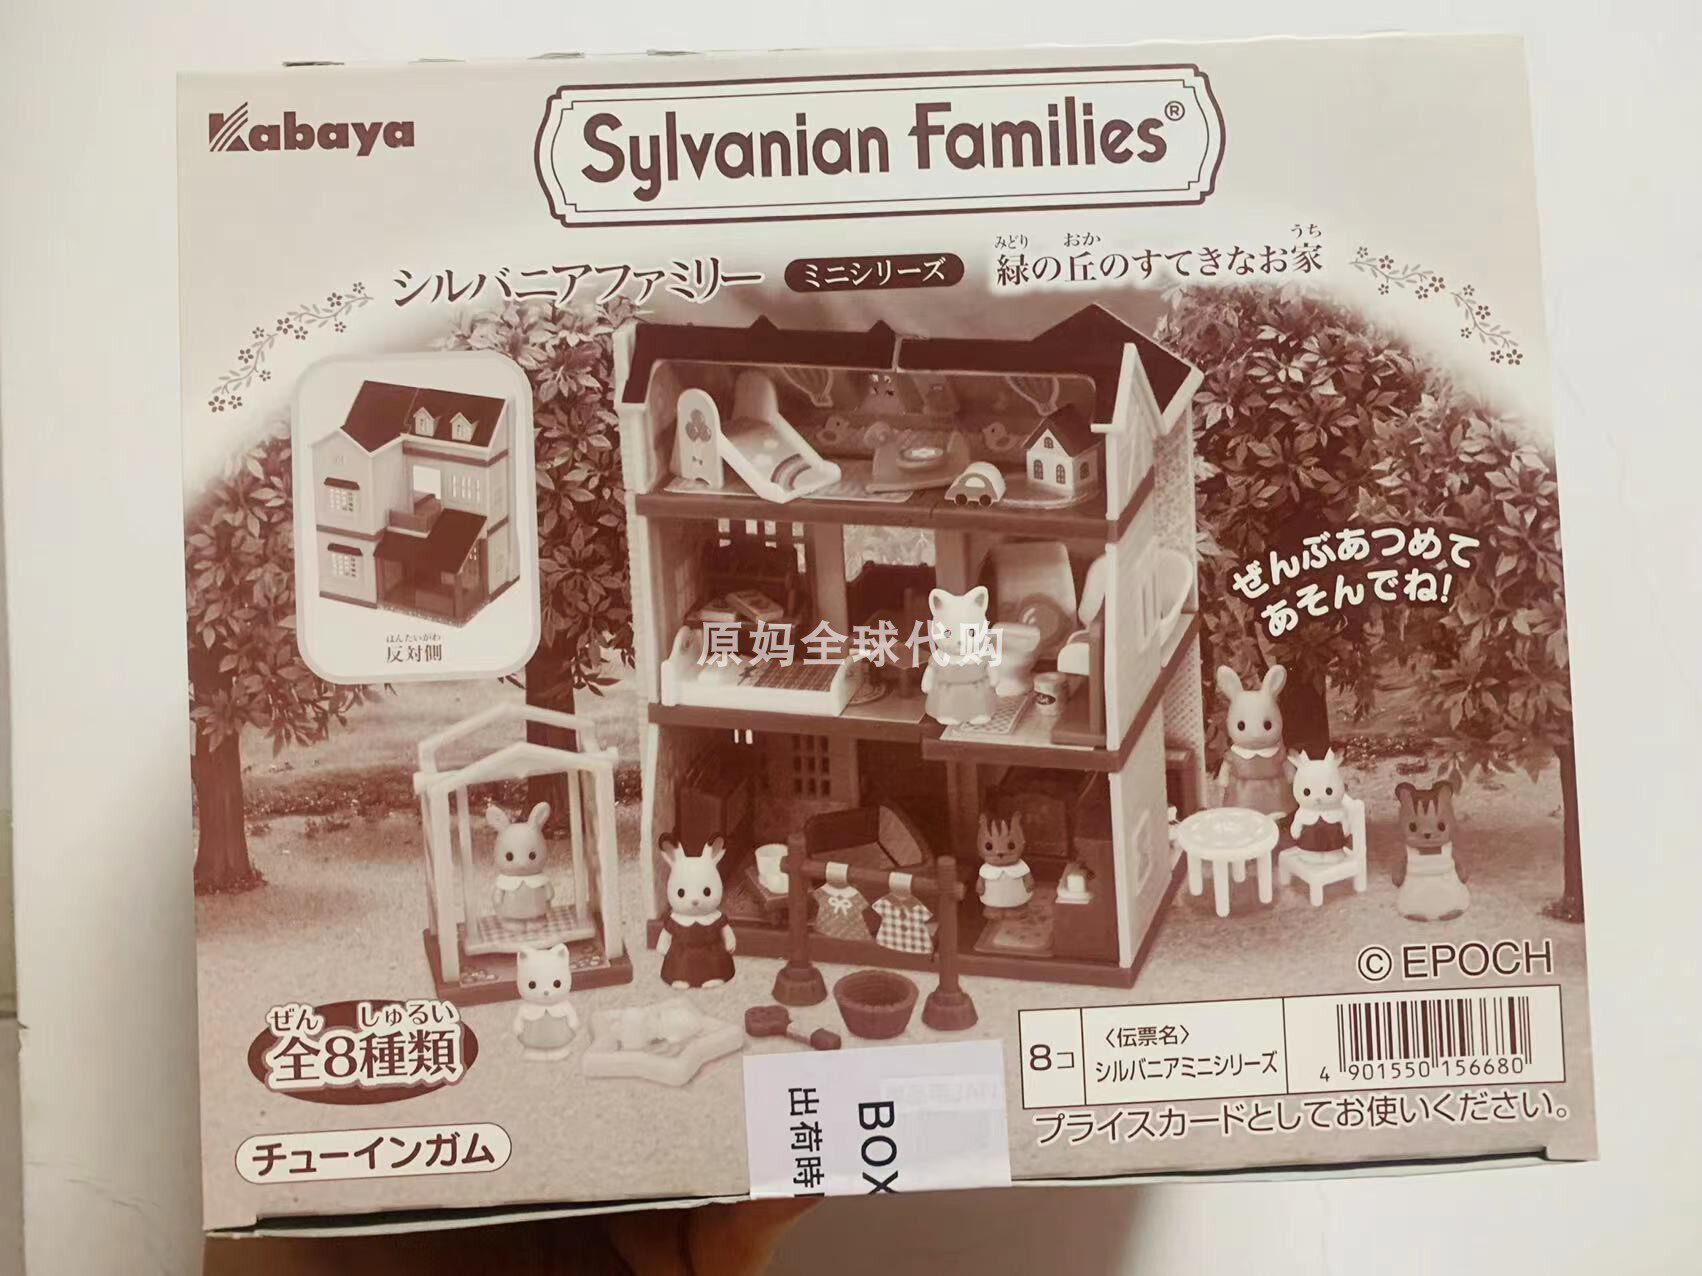 Kabaya
Sylvanian Families®
シルバニアファミリー ミニシリーズ
みどり おか うち
緑の丘のすてきなお家
はんたいがわ
反対側
ぜんぶあつめて
あそんでね!
原妈全球代购
© EPOCH
ぜん しゅるい
全8種類
チューインガム
8コ
〈伝票名〉
シルバニアミニシリーズ
4 901550 156680
プライスカードとしてお使いください。
BOX
出荷時